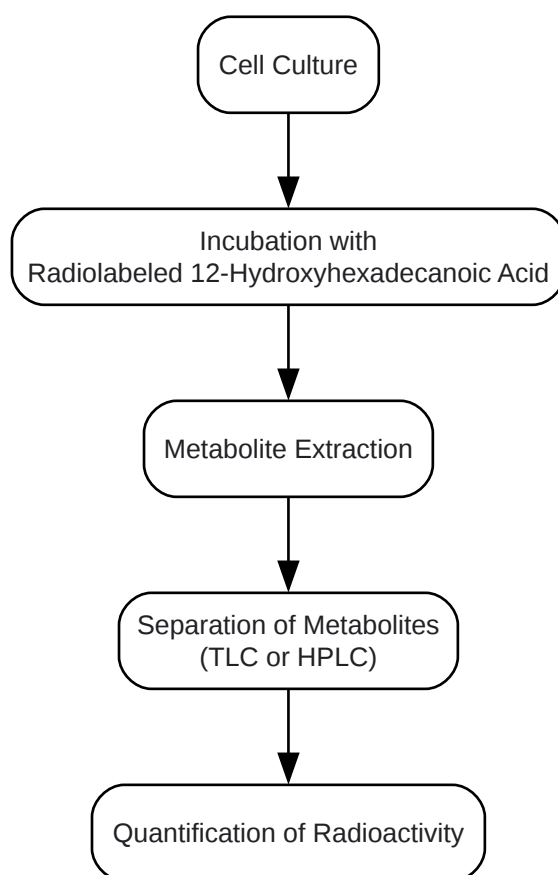 Cell Culture
Incubation with
Radiolabeled 12-Hydroxyhexadecanoic Acid
Metabolite Extraction
Separation of Metabolites
(TLC or HPLC)
Quantification of Radioactivity